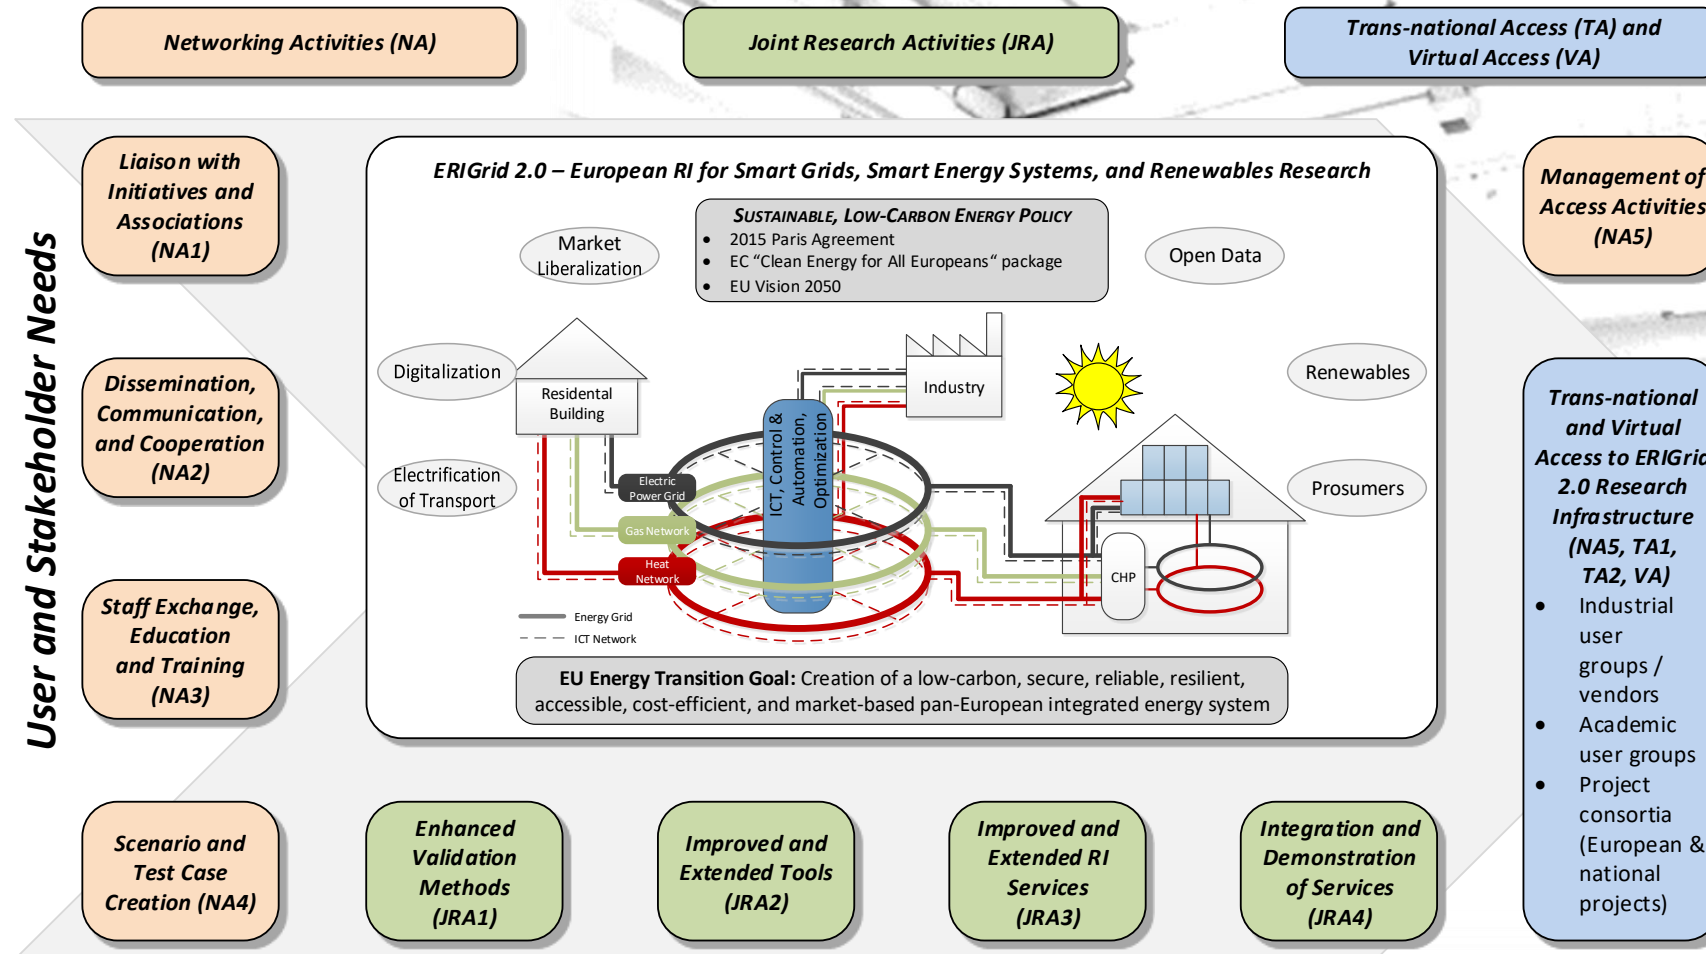 Networking Activities (NA)
Joint Research Activities (JRA)
Trans-national Access (TA) and
Virtual Access (VA)
User and Stakeholder Needs
Liaison with
Initiatives and
Associations
(NA1)
Dissemination,
Communication,
and Cooperation
(NA2)
Staff Exchange,
Education
and Training
(NA3)
Scenario and
Test Case
Creation (NA4)
ERIGrid 2.0 – European RI for Smart Grids, Smart Energy Systems, and Renewables Research
SUSTAINABLE, LOW-CARBON ENERGY POLICY
• 2015 Paris Agreement
• EC “Clean Energy for All Europeans“ package
• EU Vision 2050
Market
Liberalization
Open Data
Digitalization
Renewables
Electrification
of Transport
Prosumers
Residental
Building
Industry
ICT, Control &
Automation,
Optimization
Electric
Power Grid
Gas Network
Heat
Network
CHP
Energy Grid
ICT Network
EU Energy Transition Goal: Creation of a low-carbon, secure, reliable, resilient,
accessible, cost-efficient, and market-based pan-European integrated energy system
Enhanced
Validation
Methods
(JRA1)
Improved and
Extended Tools
(JRA2)
Improved and
Extended RI
Services
(JRA3)
Integration and
Demonstration
of Services
(JRA4)
Management of
Access Activities
(NA5)
Trans-national
and Virtual
Access to ERIGrid
2.0 Research
Infrastructure
(NA5, TA1,
TA2, VA)
• Industrial
user
groups /
vendors
• Academic
user groups
• Project
consortia
(European &
national
projects)